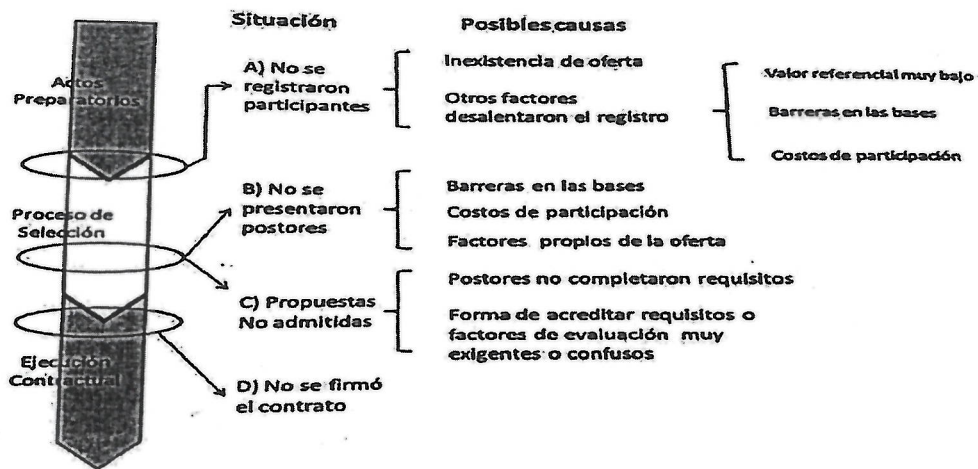 Situación
Posibles causas
Actos
Preparatorios
A) No se
registraron
participantes
Inexistencia de oferta
Otros factores
desalentaron el registro
Valor referencial muy bajo
Barreras en las bases
Costos de participación
Proceso de
Selección
B) No se
presentaron
postores
Barreras en las bases
Costos de participación
Factores propios de la oferta
C) Propuestas
No admitidas
Postores no completaron requisitos
Forma de acreditar requisitos o
factores de evaluación muy
exigentes o confusos
Ejecución
Contractual
D) No se firmó
el contrato